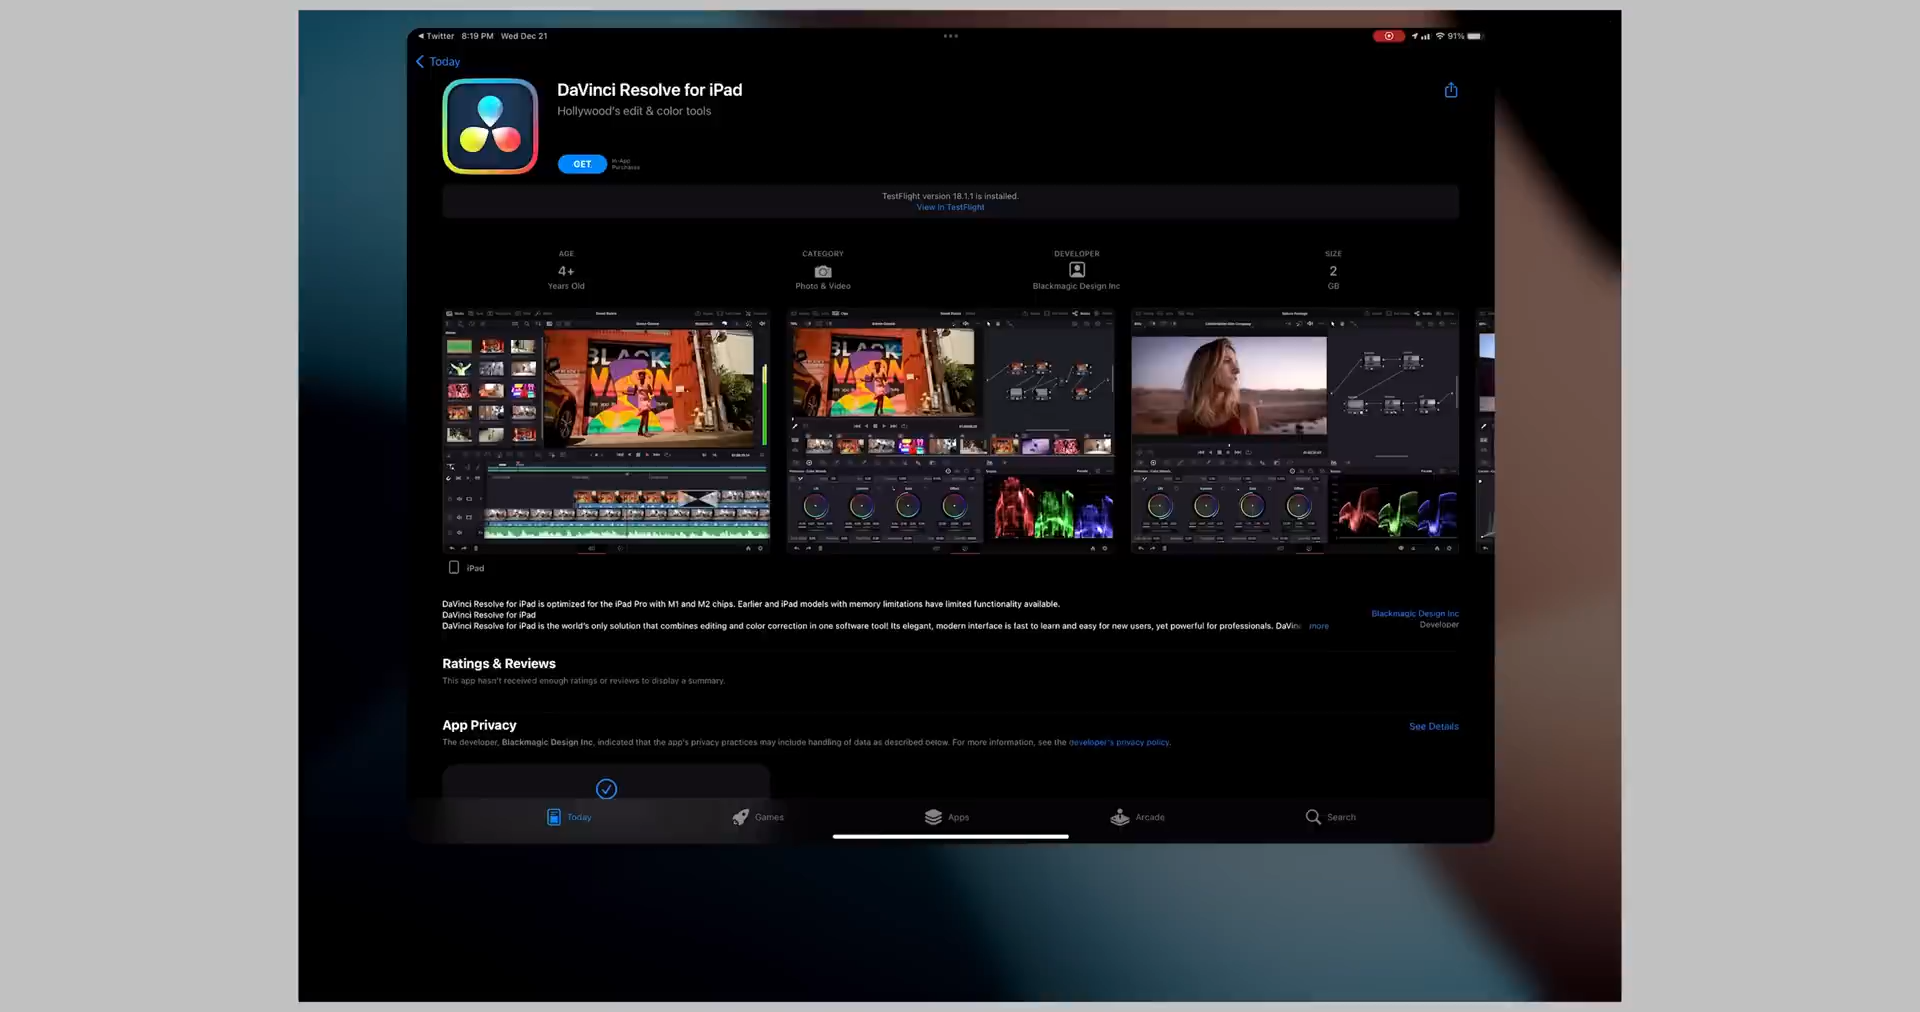 Twitter 8:19 PM Wed Dec 21
91%
Today
DaVinci Resolve for iPad
Hollywood's edit & color tools
GET
In-App
Purchases
TestFlight version 18.1.1 is installed.
View in TestFlight
AGE
4+
Years Old
CATEGORY
Photo & Video
DEVELOPER
Blackmagic Design Inc
SIZE
2
GB
BLACK
iPad
DaVinci Resolve for iPad is optimized for the iPad Pro with M1 and M2 chips. Earlier and iPad models with memory limitations have limited functionality available.
DaVinci Resolve for iPad
DaVinci Resolve for iPad is the world's only solution that combines editing and color correction in one software tool! Its elegant, modern interface is fast to learn and easy for new users, yet powerful for professionals. DaVinc more
Blackmagic Design Inc
Developer
Ratings & Reviews
This app hasn't received enough ratings or reviews to display a summary.
App Privacy
See Details
The developer, Blackmagic Design Inc, indicated that the app's privacy practices may include handling of data as described below. For more information, see the developer's privacy policy.
Today
Games
Apps
Arcade
Search